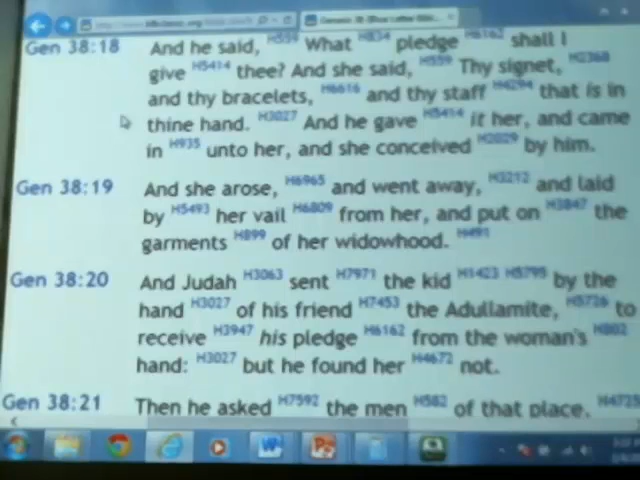 Genesis 38
Gen 38:18 And he said, H559 What H834 pledge H6162 shall I
give H5414 thee? And she said, H559 Thy signet, H2368
and thy bracelets, H6616 and thy staff H4294 that is in
thine hand. H3027 And he gave H5414 it her, and came
in H935 unto her, and she conceived H2029 by him.
Gen 38:19 And she arose, H6965 and went away, H3212 and laid
by H5493 her vail H6809 from her, and put on H3847 the
garments H899 of her widowhood. H491
Gen 38:20 And Judah H3063 sent H7971 the kid H1423 H5795 by the
hand H3027 of his friend H7453 the Adullamite, H5726 to
receive H3947 his pledge H6162 from the woman's H802
hand: H3027 but he found her H4672 not.
Gen 38:21 Then he asked H7592 the men H582 of that place, H4725